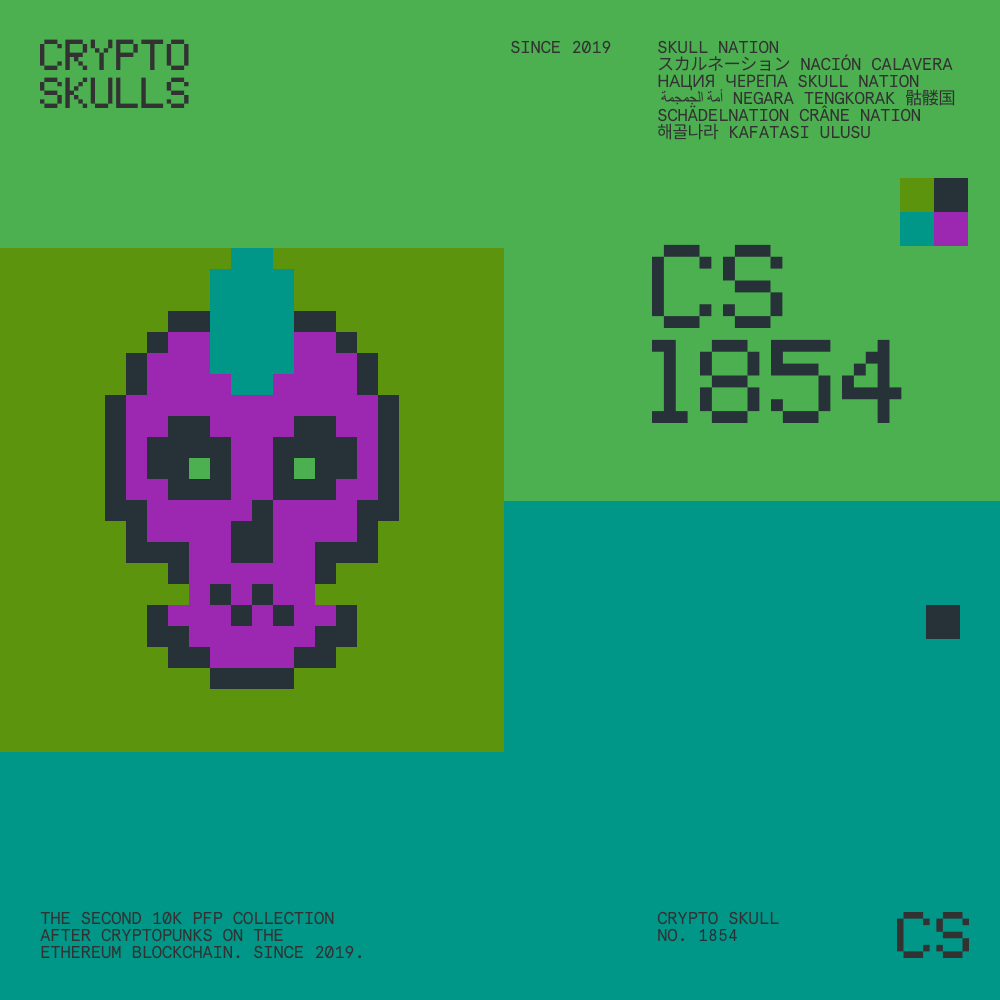 CRYPTO
SKULLS
SINCE 2019
SKULL NATION
スカルネーション NACIÓN CALAVERA
НАЦИЯ ЧЕРЕПА SKULL NATION
أمة الجمجمة NEGARA TENGKORAK 骷髅国
SCHÄDELNATION CRÂNE NATION
해골나라 KAFATASI ULUSU
CS
1854
THE SECOND 10K PFP COLLECTION
AFTER CRYPTOPUNKS ON THE
ETHEREUM BLOCKCHAIN. SINCE 2019.
CRYPTO SKULL
NO. 1854
CS